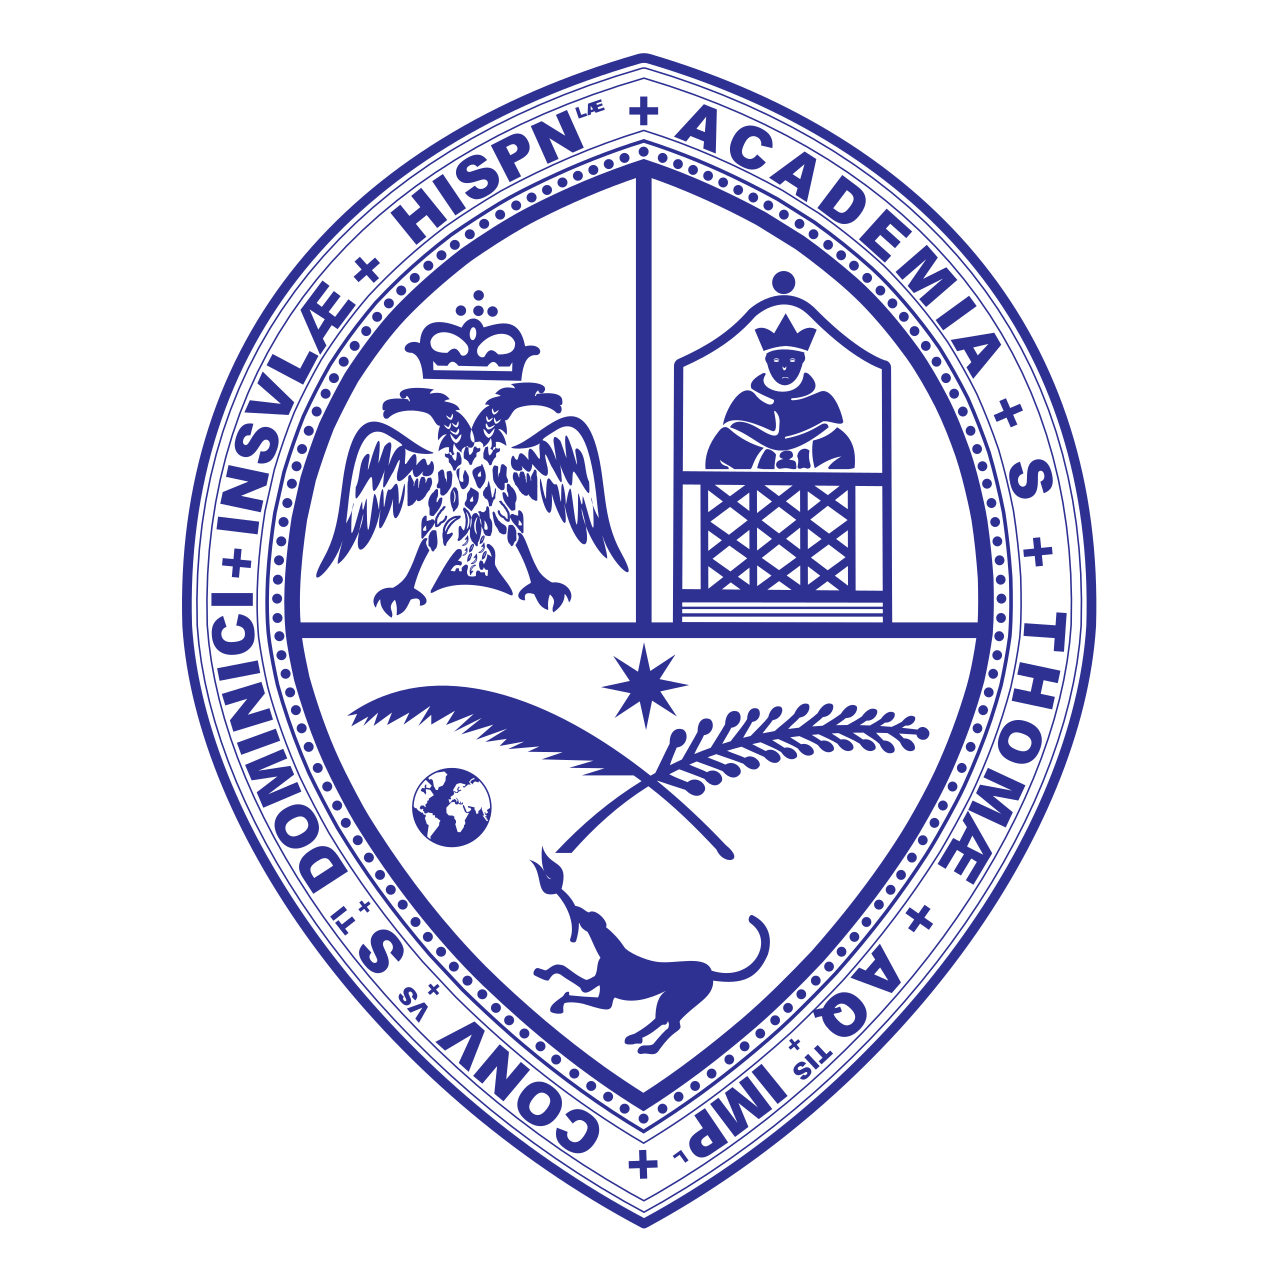 + ACADEMIA + S + THOMÆ + AQ + TIS IMP L + CONV + VS S + TI DOMINICI + INSVLÆ + HISPN LÆ